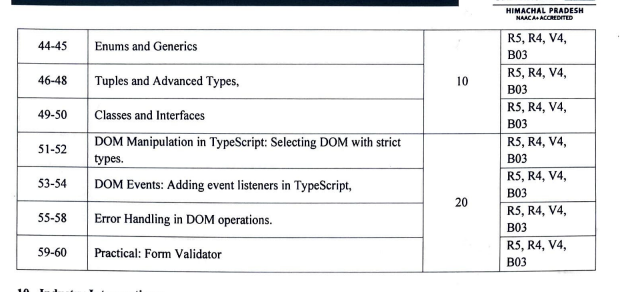 HIMACHAL PRADESH
NAAC A+ ACCREDITED
44-45 Enums and Generics R5, R4, V4,
B03
46-48 Tuples and Advanced Types, 10 R5, R4, V4,
B03
49-50 Classes and Interfaces R5, R4, V4,
B03
51-52 DOM Manipulation in TypeScript: Selecting DOM with strict
types. R5, R4, V4,
B03
53-54 DOM Events: Adding event listeners in TypeScript, R5, R4, V4,
B03
20
55-58 Error Handling in DOM operations. R5, R4, V4,
B03
59-60 Practical: Form Validator R5, R4, V4,
B03